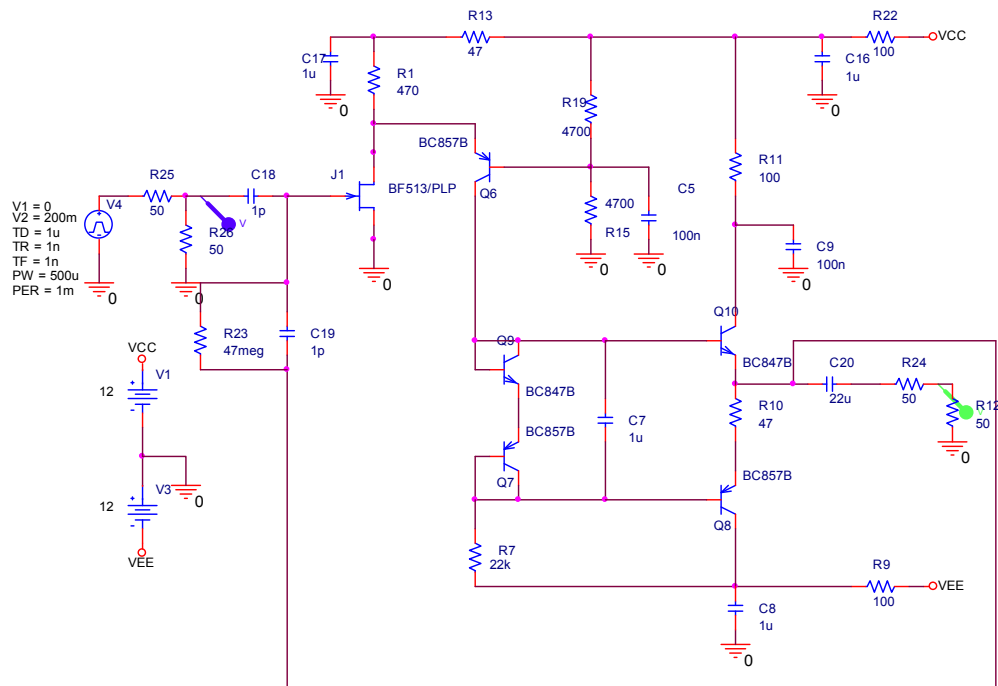 R13
47
R22
100
VCC
C17
1u
0
R1
470
C16
1u
0
R19
4700
BC857B
Q6
R11
100
R25
50
C18
1p
J1
BF513/PLP
4700
R15
0
C5
100n
0
V1 = 0
V2 = 200m
TD = 1u
TR = 1n
TF = 1n
PW = 500u
PER = 1m
V4
0
V
R26
50
0
0
C9
100n
0
R23
47meg
C19
1p
Q9
BC847B
BC857B
Q7
C7
1u
Q10
BC847B
R10
47
BC857B
Q8
C20
22u
R24
50
V
R12
50
0
VCC
12
V1
0
12
V3
VEE
R7
22k
R9
100
VEE
C8
1u
0